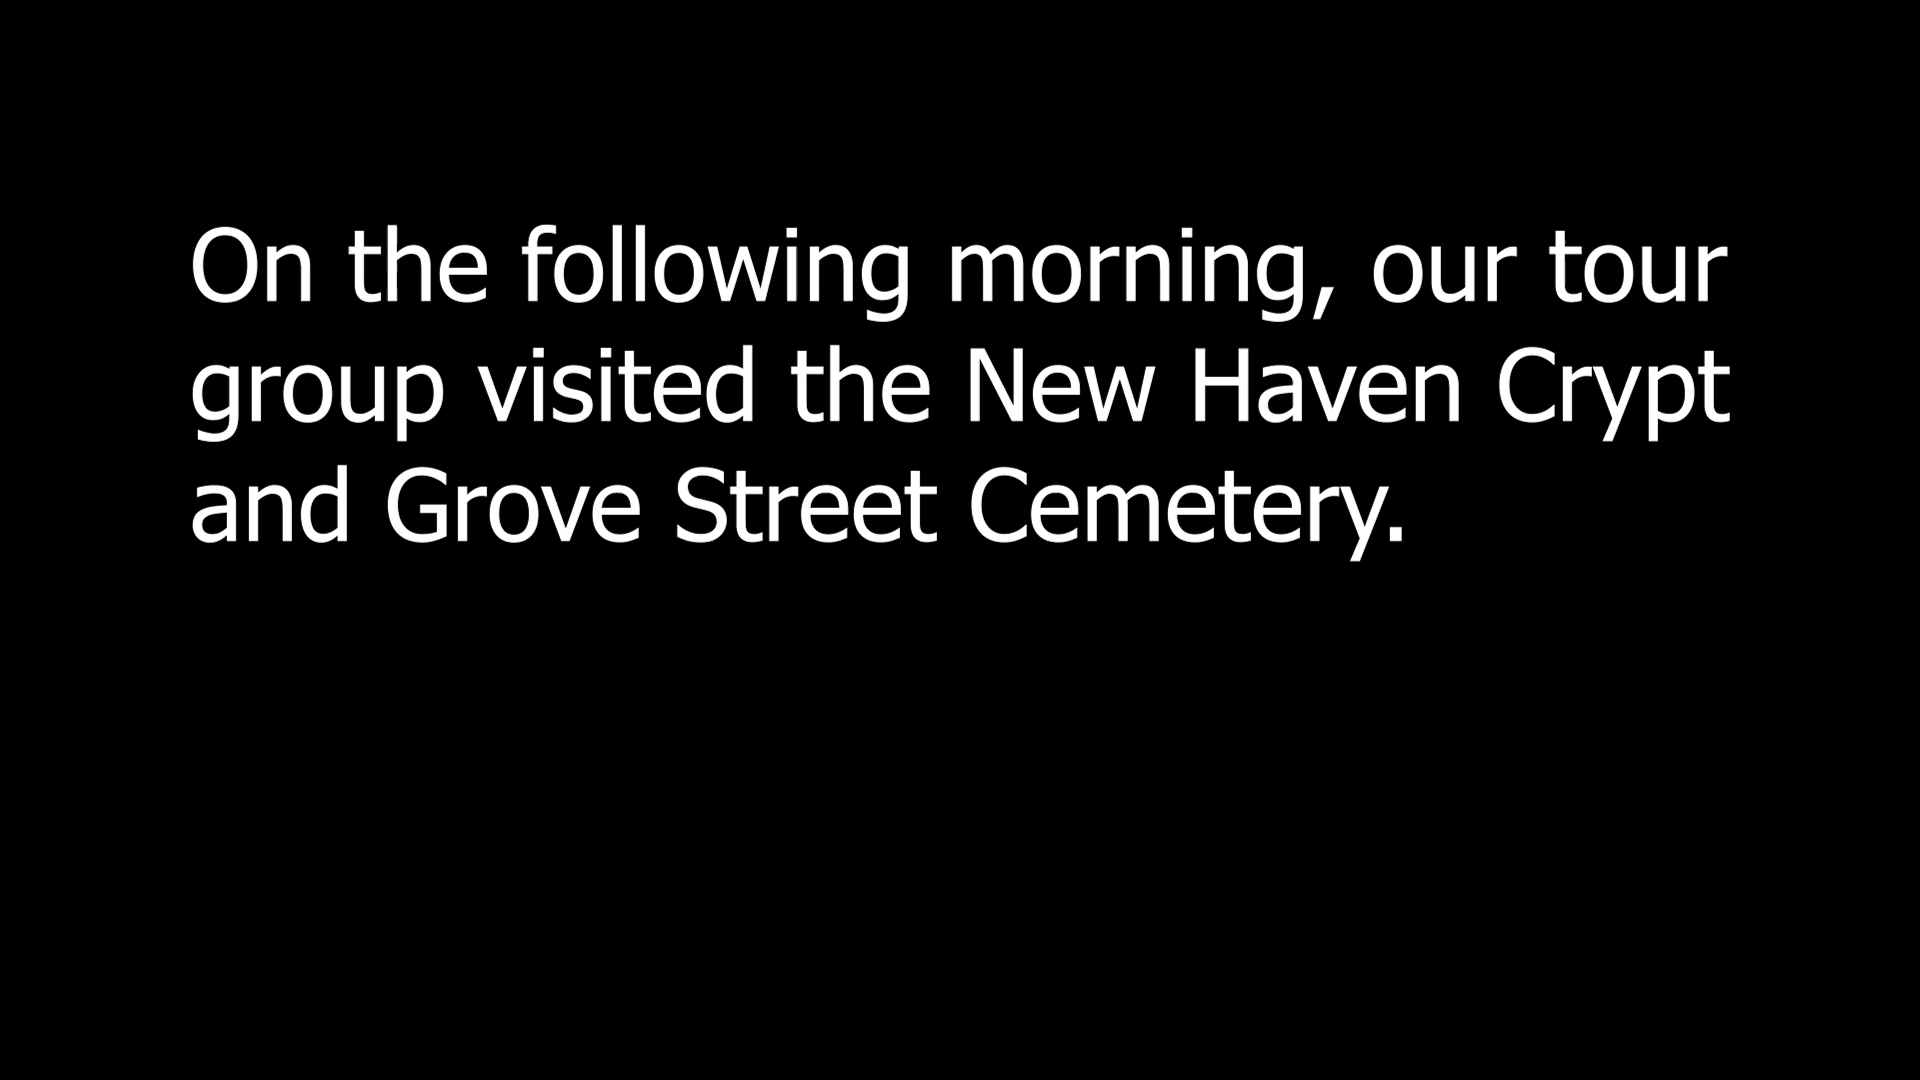 On the following morning, our tour
group visited the New Haven Crypt
and Grove Street Cemetery.